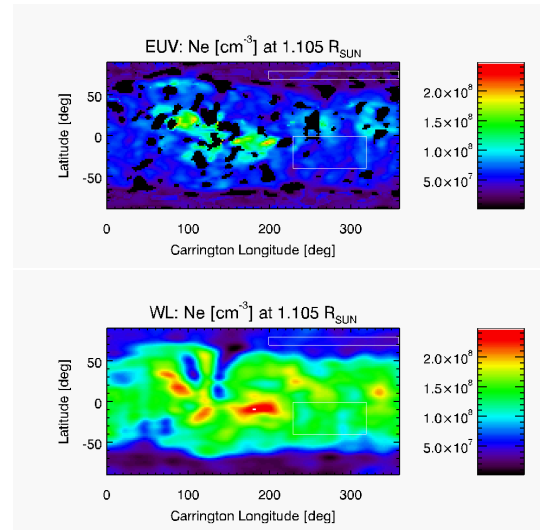 EUV: Ne [cm⁻³] at 1.105 R_SUN
2.0×10⁸
1.5×10⁸
1.0×10⁸
5.0×10⁷
50
0
-50
Latitude [deg]
0 100 200 300
Carrington Longitude [deg]
WL: Ne [cm⁻³] at 1.105 R_SUN
2.0×10⁸
1.5×10⁸
1.0×10⁸
5.0×10⁷
50
0
-50
Latitude [deg]
0 100 200 300
Carrington Longitude [deg]